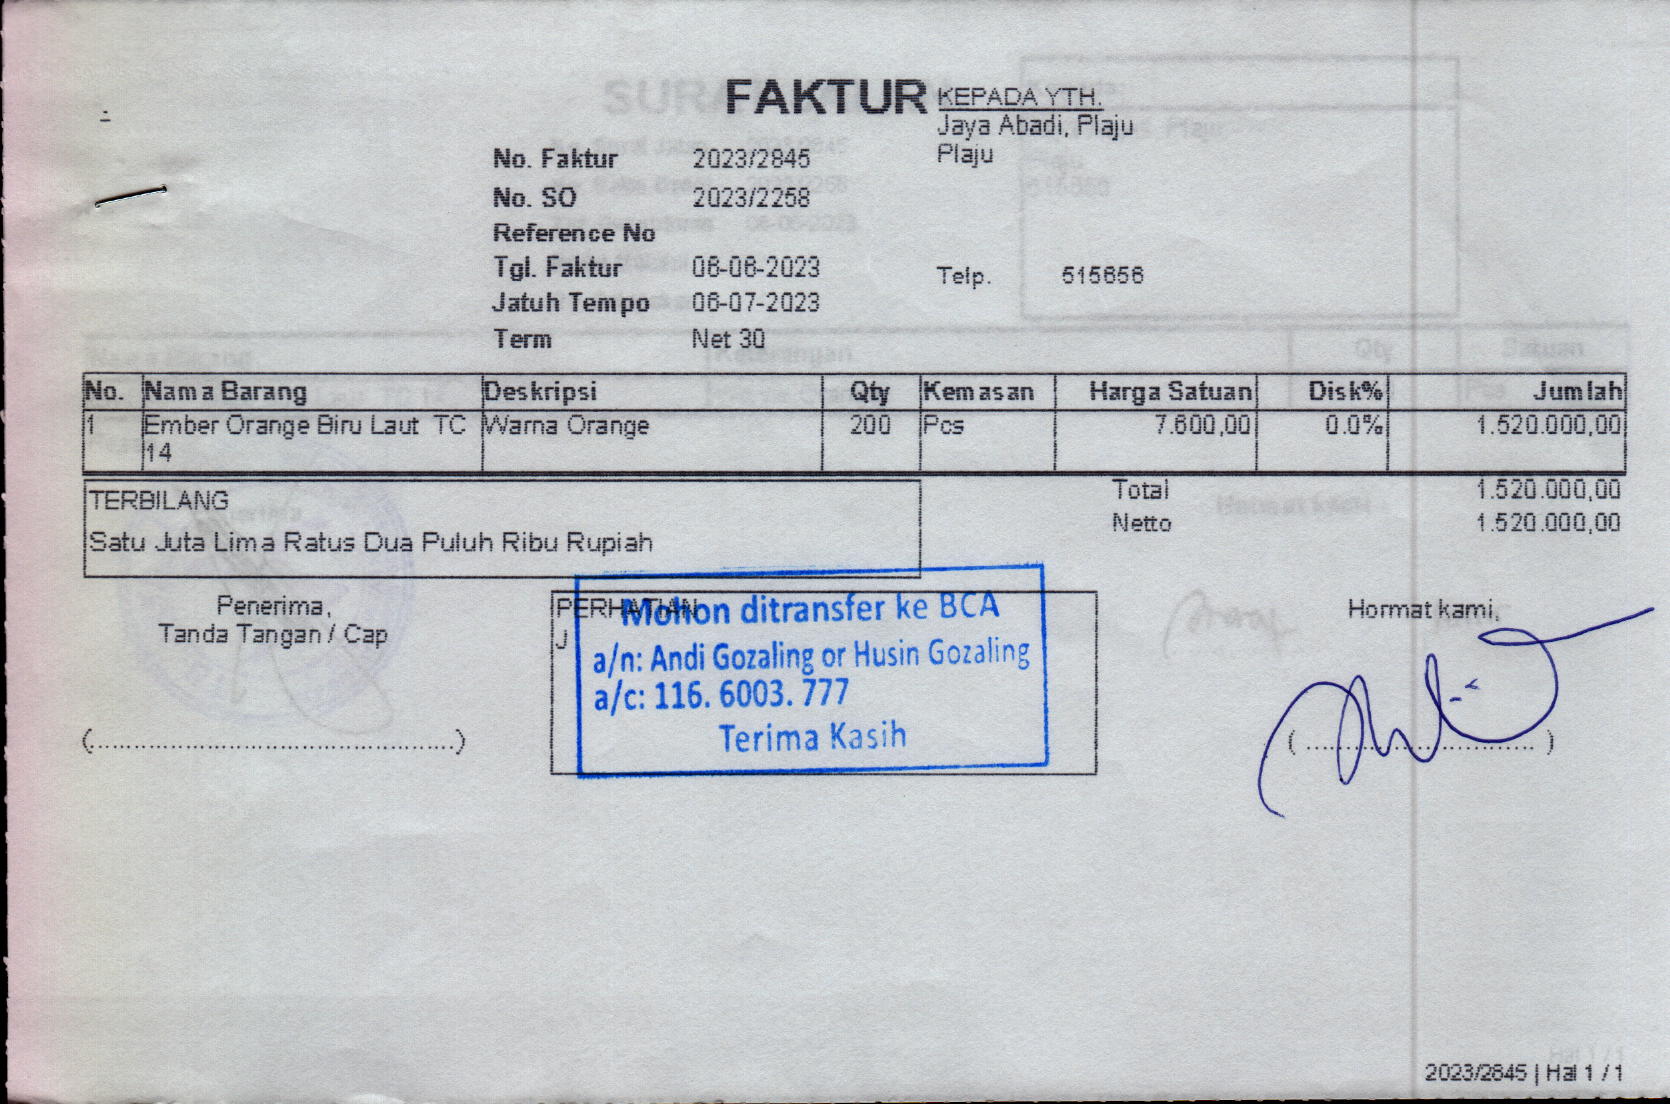 FAKTUR
KEPADA YTH.
Jaya Abadi, Plaju
Plaju
No. Faktur 2023/2845
No. SO 2023/2258
Reference No
Tgl. Faktur 06-06-2023
Telp. 515656
Jatuh Tempo 06-07-2023
Term Net 30
No. Nama Barang Deskripsi Qty Kemasan Harga Satuan Disk% Jumlah
1 Ember Orange Biru Laut TC Warna Orange 200 Pcs 7.600,00 0.0% 1.520.000,00
14
TERBILANG
Satu Juta Lima Ratus Dua Puluh Ribu Rupiah
Total 1.520.000,00
Netto 1.520.000,00
Penerima,
Tanda Tangan / Cap
(..............................................)
PERHATIAN
J
Mohon ditransfer ke BCA
a/n: Andi Gozaling or Husin Gozaling
a/c: 116. 6003. 777
Terima Kasih
Hormat kami,
( ............................ )
2023/2845 | Hal 1 / 1